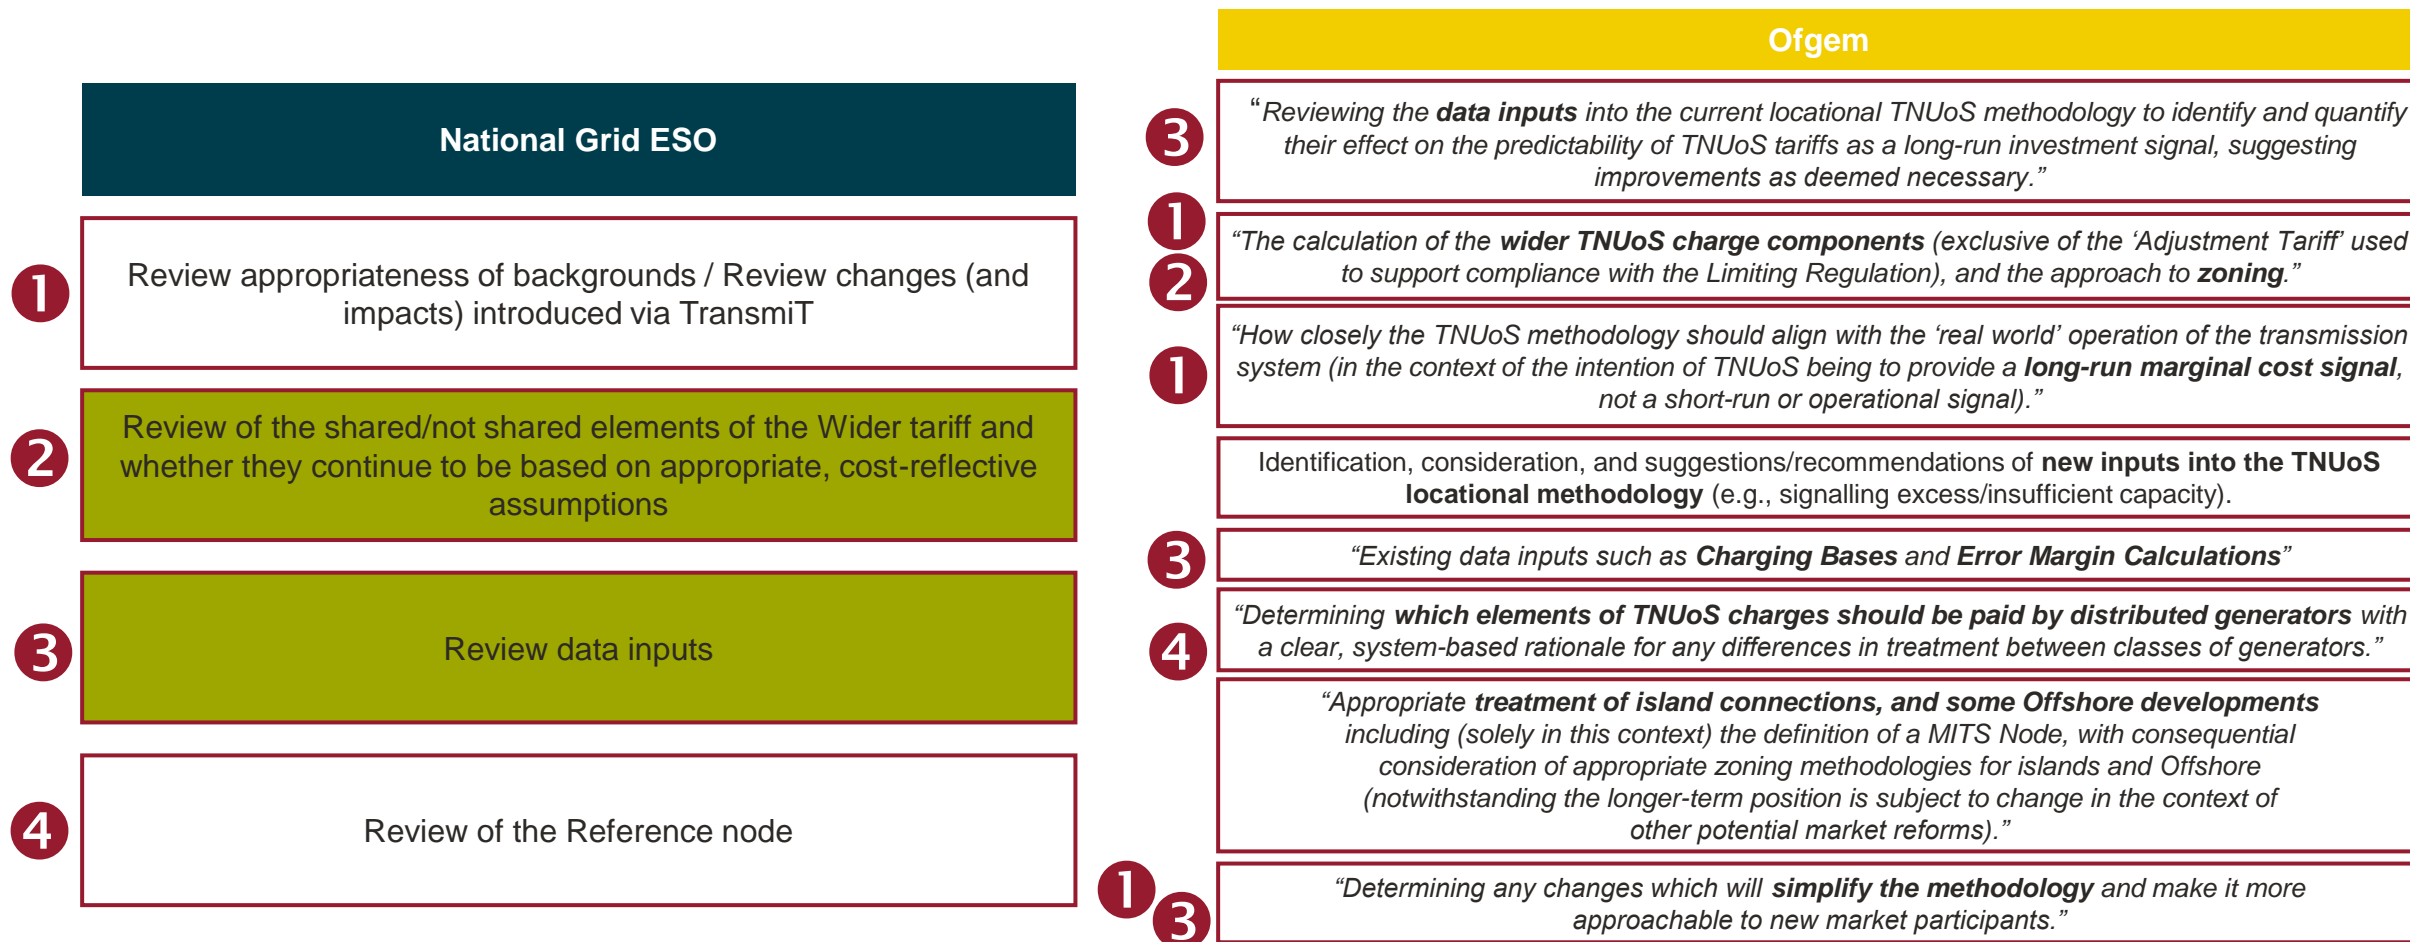 National Grid ESO
1
Review appropriateness of backgrounds / Review changes (and
impacts) introduced via TransmiT
2
Review of the shared/not shared elements of the Wider tariff and
whether they continue to be based on appropriate, cost-reflective
assumptions
3
Review data inputs
4
Review of the Reference node
Ofgem
3
“Reviewing the data inputs into the current locational TNUoS methodology to identify and quantify
their effect on the predictability of TNUoS tariffs as a long-run investment signal, suggesting
improvements as deemed necessary.”
1
2
“The calculation of the wider TNUoS charge components (exclusive of the ‘Adjustment Tariff’ used
to support compliance with the Limiting Regulation), and the approach to zoning.”
1
“How closely the TNUoS methodology should align with the ‘real world’ operation of the transmission
system (in the context of the intention of TNUoS being to provide a long-run marginal cost signal,
not a short-run or operational signal).”
Identification, consideration, and suggestions/recommendations of new inputs into the TNUoS
locational methodology (e.g., signalling excess/insufficient capacity).
3
“Existing data inputs such as Charging Bases and Error Margin Calculations”
4
“Determining which elements of TNUoS charges should be paid by distributed generators with
a clear, system-based rationale for any differences in treatment between classes of generators.”
“Appropriate treatment of island connections, and some Offshore developments
including (solely in this context) the definition of a MITS Node, with consequential
consideration of appropriate zoning methodologies for islands and Offshore
(notwithstanding the longer-term position is subject to change in the context of
other potential market reforms).”
1
3
“Determining any changes which will simplify the methodology and make it more
approachable to new market participants.”